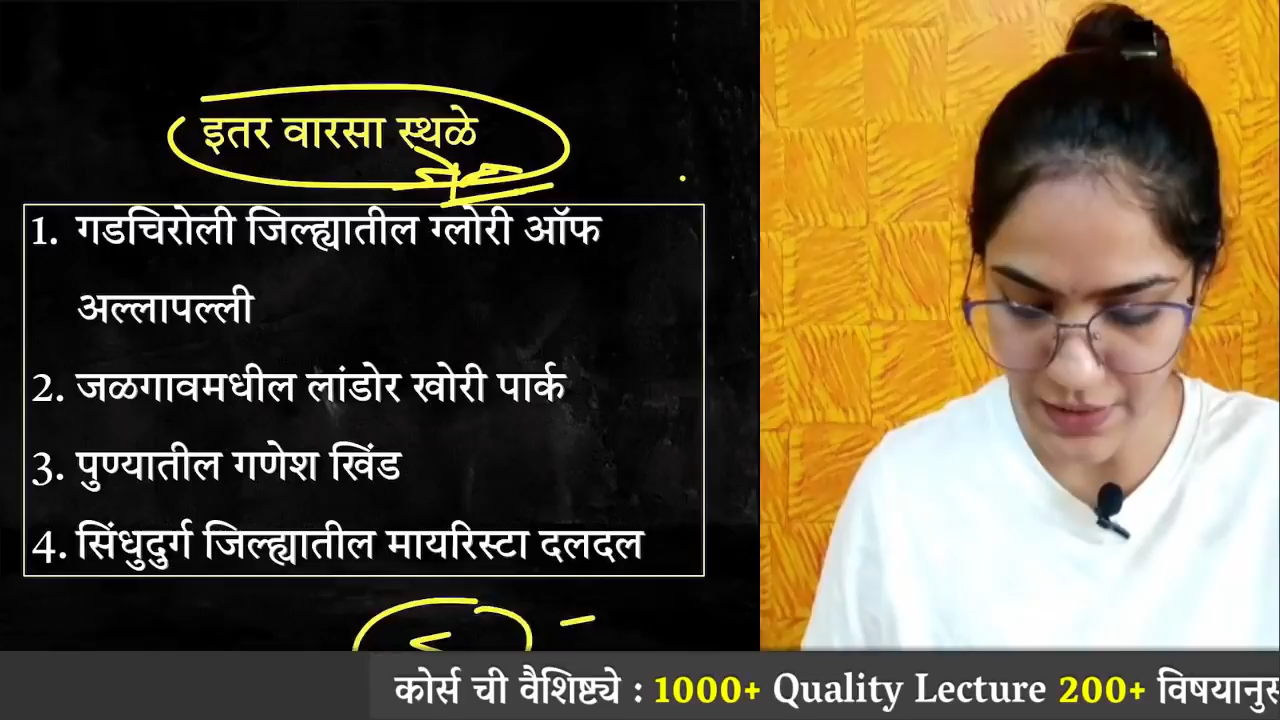 इतर वारसा स्थळे
1. गडचिरोली जिल्ह्यातील ग्लोरी ऑफ
अल्लापल्ली
2. जळगावमधील लांडोर खोरी पार्क
3. पुण्यातील गणेश खिंड
4. सिंधुदुर्ग जिल्ह्यातील मायरिस्टा दलदल
कोर्स ची वैशिष्ट्ये : 1000+ Quality Lecture 200+